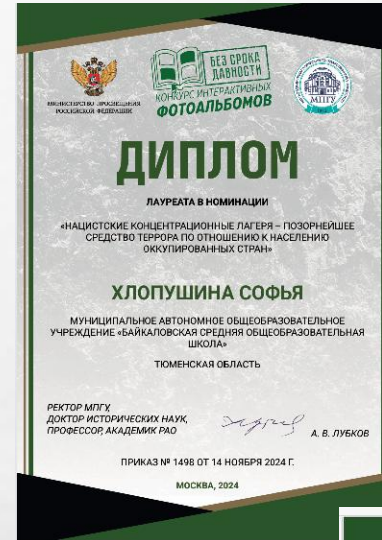 МИНИСТЕРСТВО ПРОСВЕЩЕНИЯ
РОССИЙСКОЙ ФЕДЕРАЦИИ
БЕЗ СРОКА
ДАВНОСТИ
КОНКУРС ИНТЕРАКТИВНЫХ
ФОТОАЛЬБОМОВ
МПГУ
ДИПЛОМ
ЛАУРЕАТА В НОМИНАЦИИ
«НАЦИСТСКИЕ КОНЦЕНТРАЦИОННЫЕ ЛАГЕРЯ – ПОЗОРНЕЙШЕЕ
СРЕДСТВО ТЕРРОРА ПО ОТНОШЕНИЮ К НАСЕЛЕНИЮ
ОККУПИРОВАННЫХ СТРАН»
ХЛОПУШИНА СОФЬЯ
МУНИЦИПАЛЬНОЕ АВТОНОМНОЕ ОБЩЕОБРАЗОВАТЕЛЬНОЕ
УЧРЕЖДЕНИЕ «БАЙКАЛОВСКАЯ СРЕДНЯЯ ОБЩЕОБРАЗОВАТЕЛЬНАЯ
ШКОЛА»
ТЮМЕНСКАЯ ОБЛАСТЬ
РЕКТОР МПГУ,
ДОКТОР ИСТОРИЧЕСКИХ НАУК,
ПРОФЕССОР, АКАДЕМИК РАО
А. В. ЛУБКОВ
ПРИКАЗ № 1498 ОТ 14 НОЯБРЯ 2024 Г.
МОСКВА, 2024